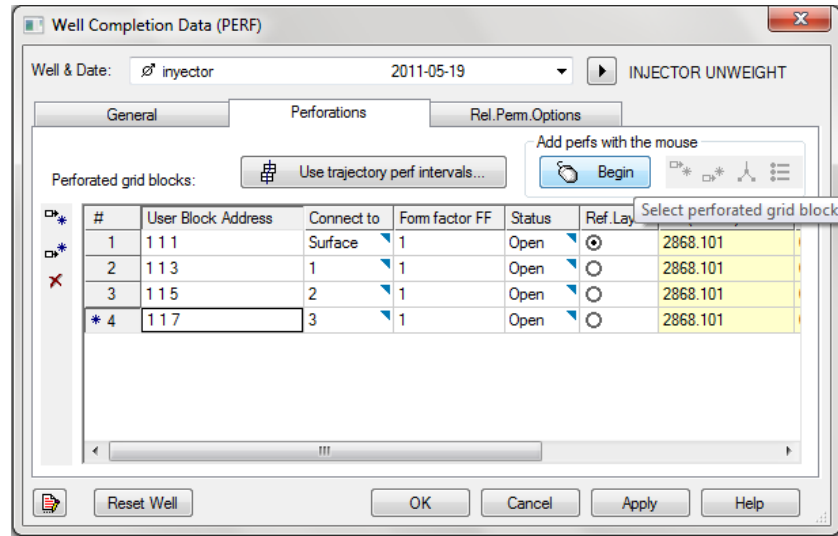 Well Completion Data (PERF)
Well & Date: inyector 2011-05-19 INJECTOR UNWEIGHT
General Perforations Rel.Perm.Options
Add perfs with the mouse
Perforated grid blocks: Use trajectory perf intervals... Begin
Select perforated grid block
# User Block Address Connect to Form factor FF Status Ref.Lay
1 1 1 1 Surface 1 Open 2868.101
2 1 1 3 1 1 Open 2868.101
3 1 1 5 2 1 Open 2868.101
* 4 1 1 7 3 1 Open 2868.101
Reset Well OK Cancel Apply Help